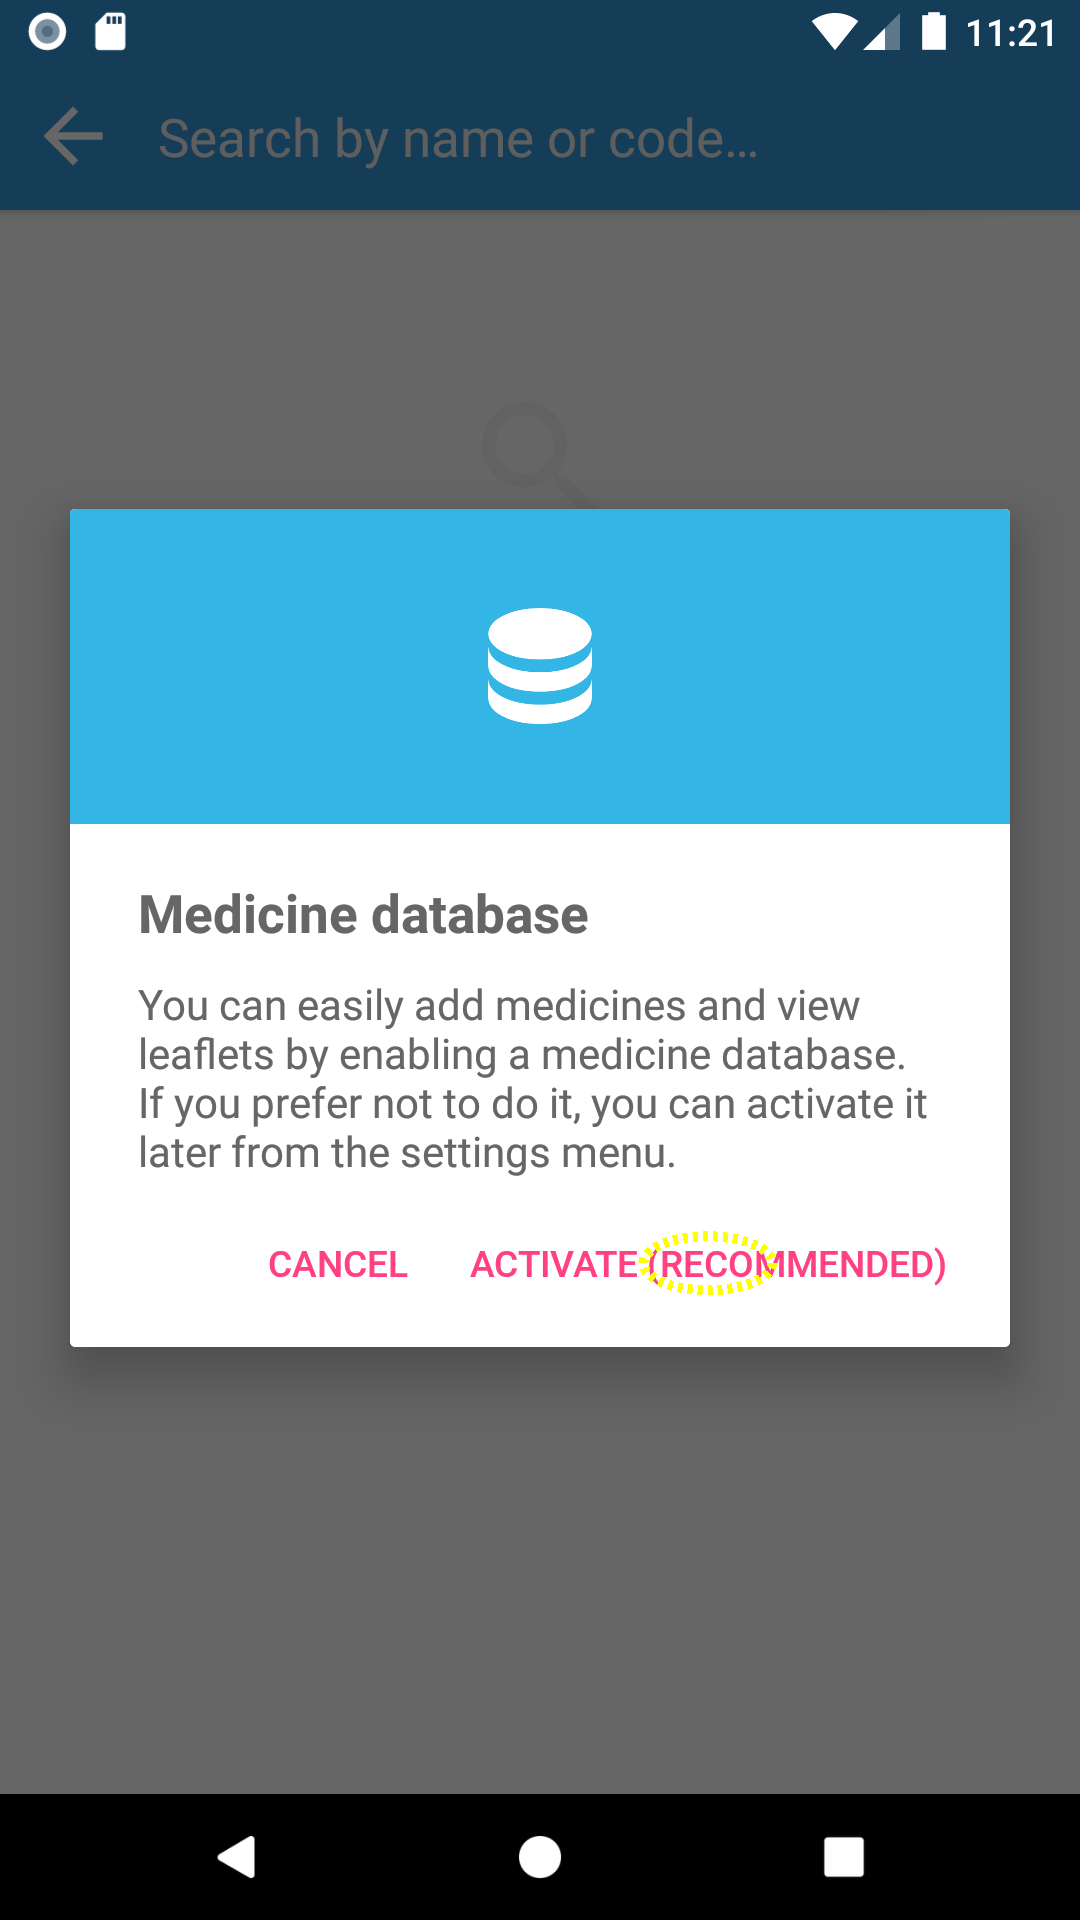 11:21
Search by name or code...
Medicine database
You can easily add medicines and view
leaflets by enabling a medicine database.
If you prefer not to do it, you can activate it
later from the settings menu.
CANCEL ACTIVATE (RECOMMENDED)